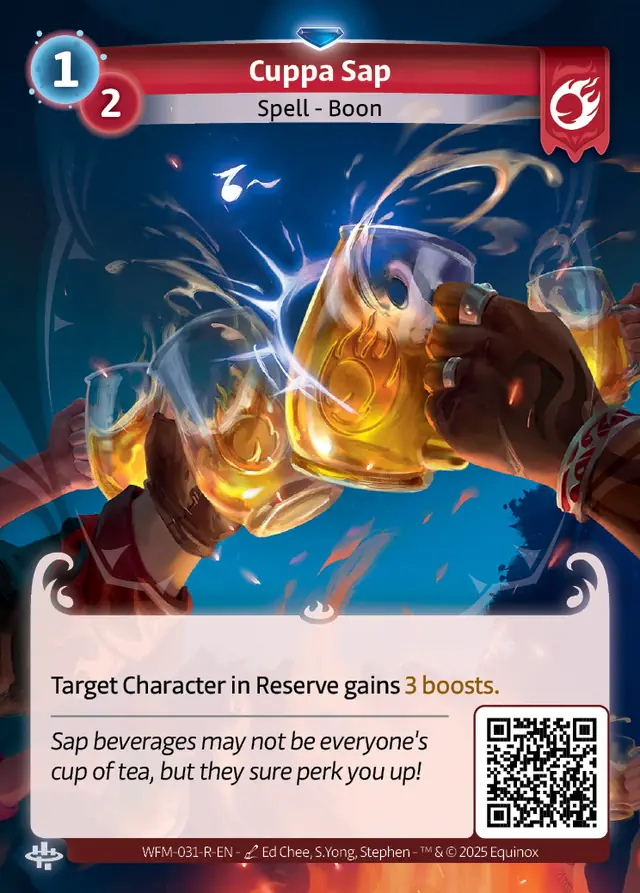 1
Cuppa Sap
2
Spell - Boon
Target Character in Reserve gains 3 boosts.
Sap beverages may not be everyone's
cup of tea, but they sure perk you up!
WFM-031-R-EN - Ed Chee, S.Yong, Stephen - ™ & © 2025 Equinox